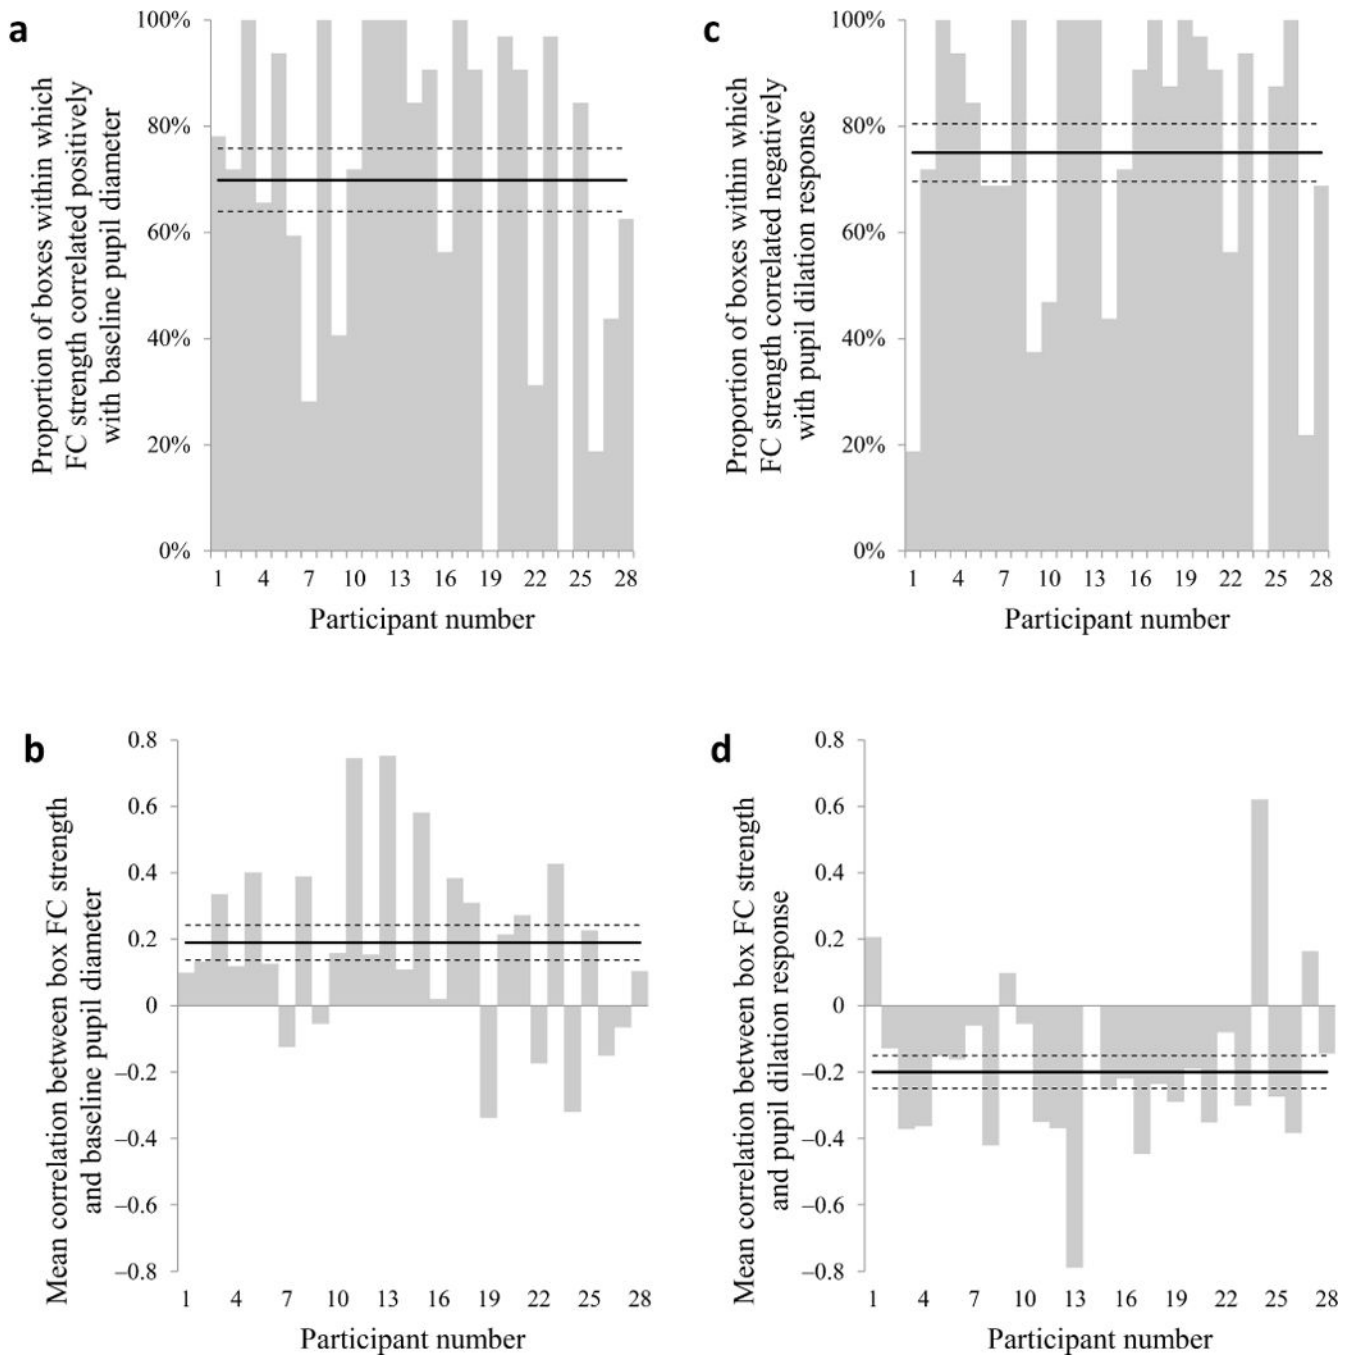 a
Proportion of boxes within which
FC strength correlated positively
with baseline pupil diameter
100%
80%
60%
40%
20%
0%
1 4 7 10 13 16 19 22 25 28
Participant number
c
Proportion of boxes within which
FC strength correlated negatively
with pupil dilation response
100%
80%
60%
40%
20%
0%
1 4 7 10 13 16 19 22 25 28
Participant number
b
Mean correlation between box FC strength
and baseline pupil diameter
0.8
0.6
0.4
0.2
0
–0.2
–0.4
–0.6
–0.8
1 4 7 10 13 16 19 22 25 28
Participant number
d
Mean correlation between box FC strength
and pupil dilation response
0.8
0.6
0.4
0.2
0
–0.2
–0.4
–0.6
–0.8
1 4 7 10 13 16 19 22 25 28
Participant number